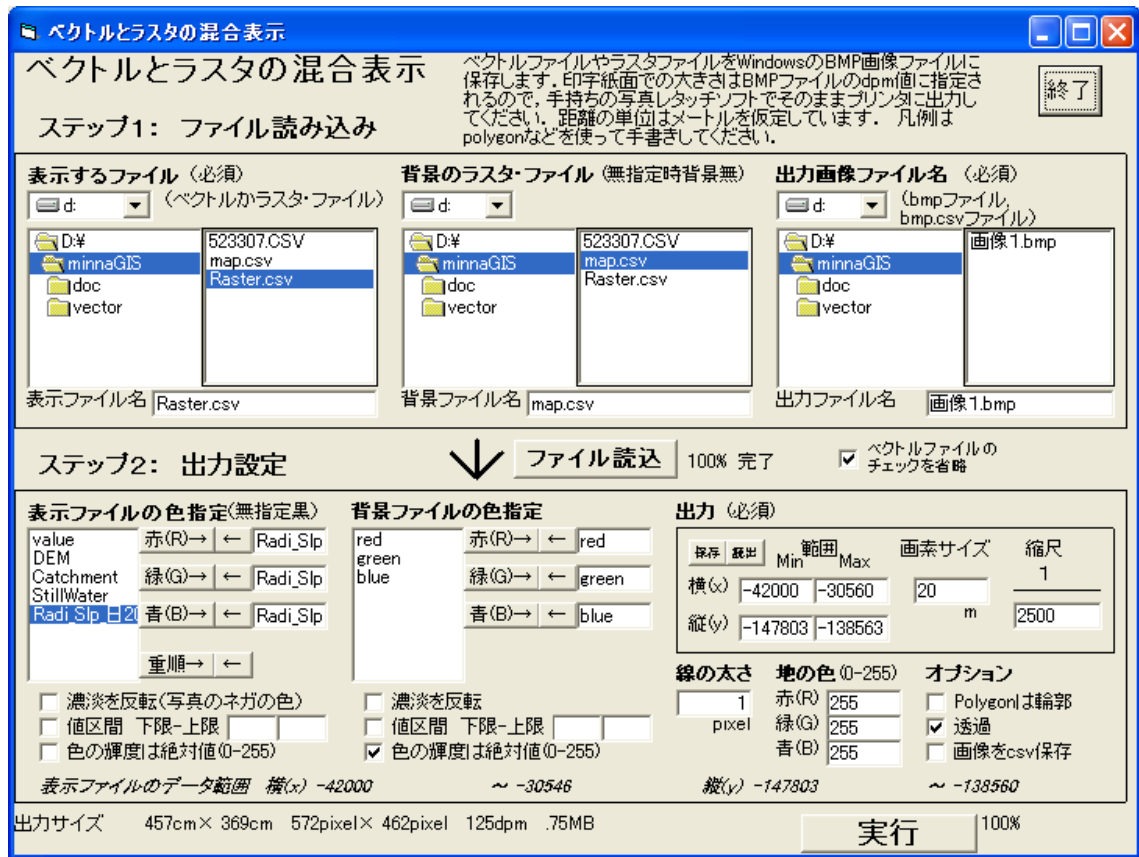 ベクトルとラスタの混合表示
ベクトルとラスタの混合表示
ベクトルファイルやラスタファイルをWindowsのBMP画像ファイルに
保存します．印字紙面での大きさはBMPファイルのdpm値に指定さ
れるので，手持ちの写真レタッチソフトでそのままプリンタに出力し
てください．距離の単位はメートルを仮定しています． 凡例は
polygonなどを使って手書きしてください．
終了
ステップ1： ファイル読み込み
表示するファイル （必須）
d:
（ベクトルかラスタ・ファイル）
D:¥
minnaGIS
doc
vector
523307.CSV
map.csv
Raster.csv
表示ファイル名 Raster.csv
背景のラスタ・ファイル （無指定時背景無）
d:
D:¥
minnaGIS
doc
vector
523307.CSV
map.csv
Raster.csv
背景ファイル名 map.csv
出力画像ファイル名 （必須）
d:
（bmpファイル,
bmp.csvファイル）
D:¥
minnaGIS
doc
vector
画像1.bmp
出力ファイル名 画像1.bmp
ステップ2： 出力設定
ファイル読込 100% 完了
ベクトルファイルの
チェックを省略
表示ファイルの色指定（無指定黒）
value
DEM
Catchment
StillWater
Radi_Slp_日20
赤(R)→ ← Radi_Slp
緑(G)→ ← Radi_Slp
青(B)→ ← Radi_Slp
重順→ ←
濃淡を反転（写真のネガの色）
値区間 下限-上限
色の輝度は絶対値(0-255)
背景ファイルの色指定
red
green
blue
赤(R)→ ← red
緑(G)→ ← green
青(B)→ ← blue
濃淡を反転
値区間 下限-上限
色の輝度は絶対値(0-255)
出力 （必須）
保存 読出 Min 範囲 Max 画素サイズ 縮尺
横(x) -42000 -30560 20 m 1
縦(y) -147803 -138563 2500
線の太さ
1
pixel
地の色(0-255)
赤(R) 255
緑(G) 255
青(B) 255
オプション
Polygonは輪郭
透過
画像をcsv保存
表示ファイルのデータ範囲 横(x) -42000 ～ -30546 縦(y) -147803 ～ -138560
出力サイズ 457cm× 369cm 572pixel× 462pixel 125dpm .75MB
実行 100%